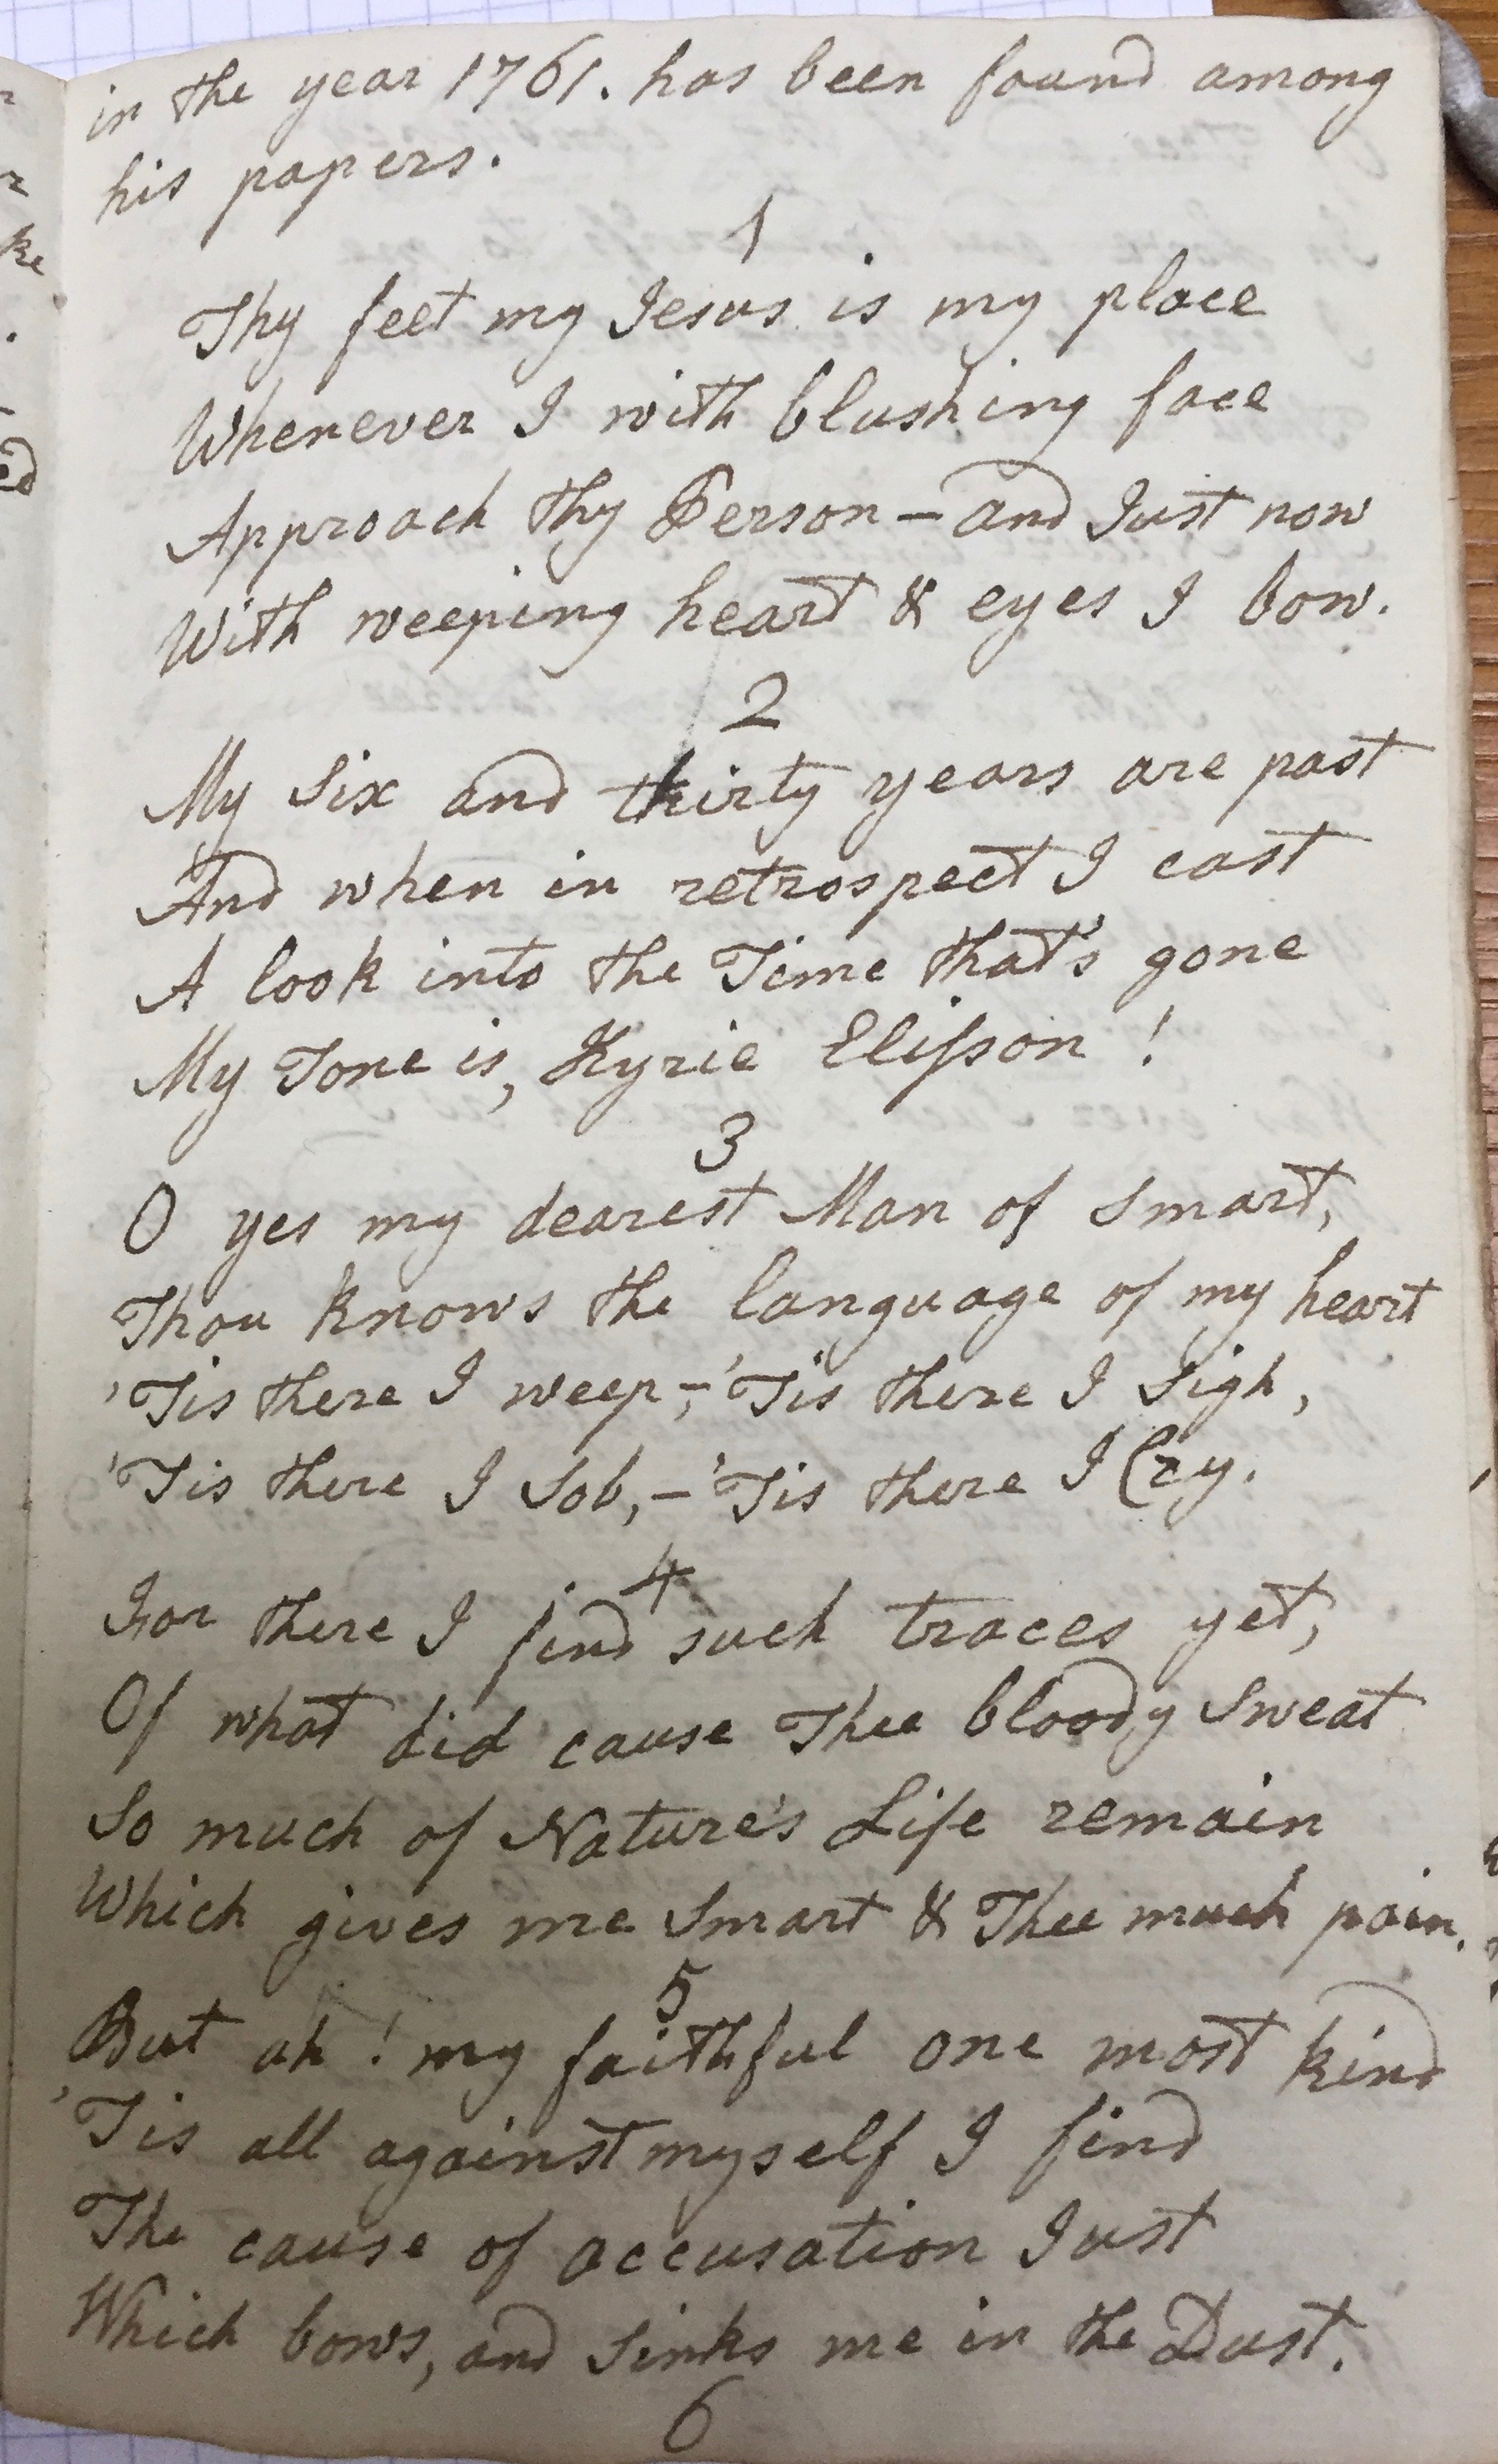 in the year 1761. has been found among
his papers.
1
Thy feet my Jesus is my place
Whenever I with blushing face
Approach thy Person – and Just now
With weeping heart & eyes I bow.
2
My Six and thirty years are past
And when in retrospect I cast
A look into the Time that's gone
My Tone is, Kyrie Elisson !
3
O yes my dearest Man of Smart,
Thou knows the language of my heart
'Tis there I weep,– 'Tis there I Sigh,
'Tis there I Sob,– 'Tis there I Cry.
4
For there I find such traces yet,
Of what did cause Thee bloody Sweat
So much of Nature's Life remain
Which gives me Smart & Thee much pain.
5
But ah ! my faithful one most kind
'Tis all against myself I find
The cause of accusation Just
Which bows, and Sinks me in the Dust.
6